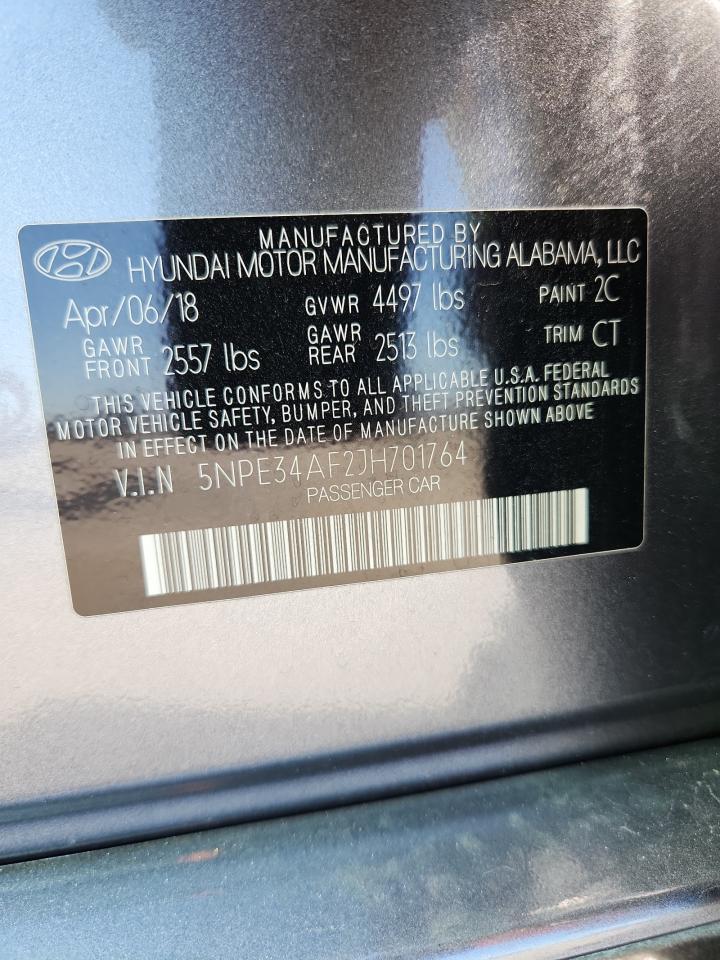 MANUFACTURED BY
HYUNDAI MOTOR MANUFACTURING ALABAMA, LLC
Apr/06/18 GVWR 4497 lbs PAINT 2C
GAWR FRONT 2557 lbs GAWR REAR 2513 lbs TRIM CT
THIS VEHICLE CONFORMS TO ALL APPLICABLE U.S.A. FEDERAL
MOTOR VEHICLE SAFETY, BUMPER, AND THEFT PREVENTION STANDARDS
IN EFFECT ON THE DATE OF MANUFACTURE SHOWN ABOVE
V.I.N 5NPE34AF2JH701764
PASSENGER CAR